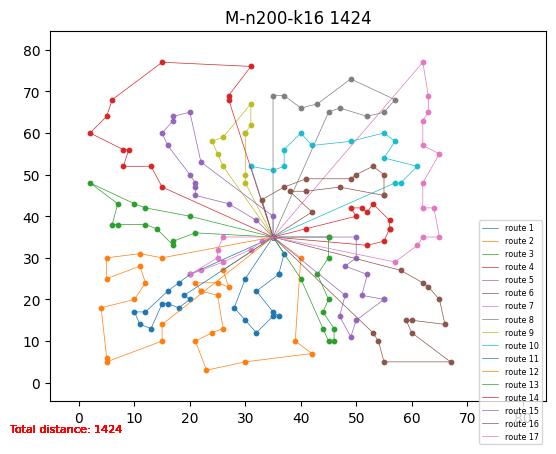 M-n200-k16 1424
80
70
60
50
40
30
20
10
0
0 10 20 30 40 50 60 70 80
route 1
route 2
route 3
route 4
route 5
route 6
route 7
route 8
route 9
route 10
route 11
route 12
route 13
route 14
route 15
route 16
route 17
Total distance: 1424